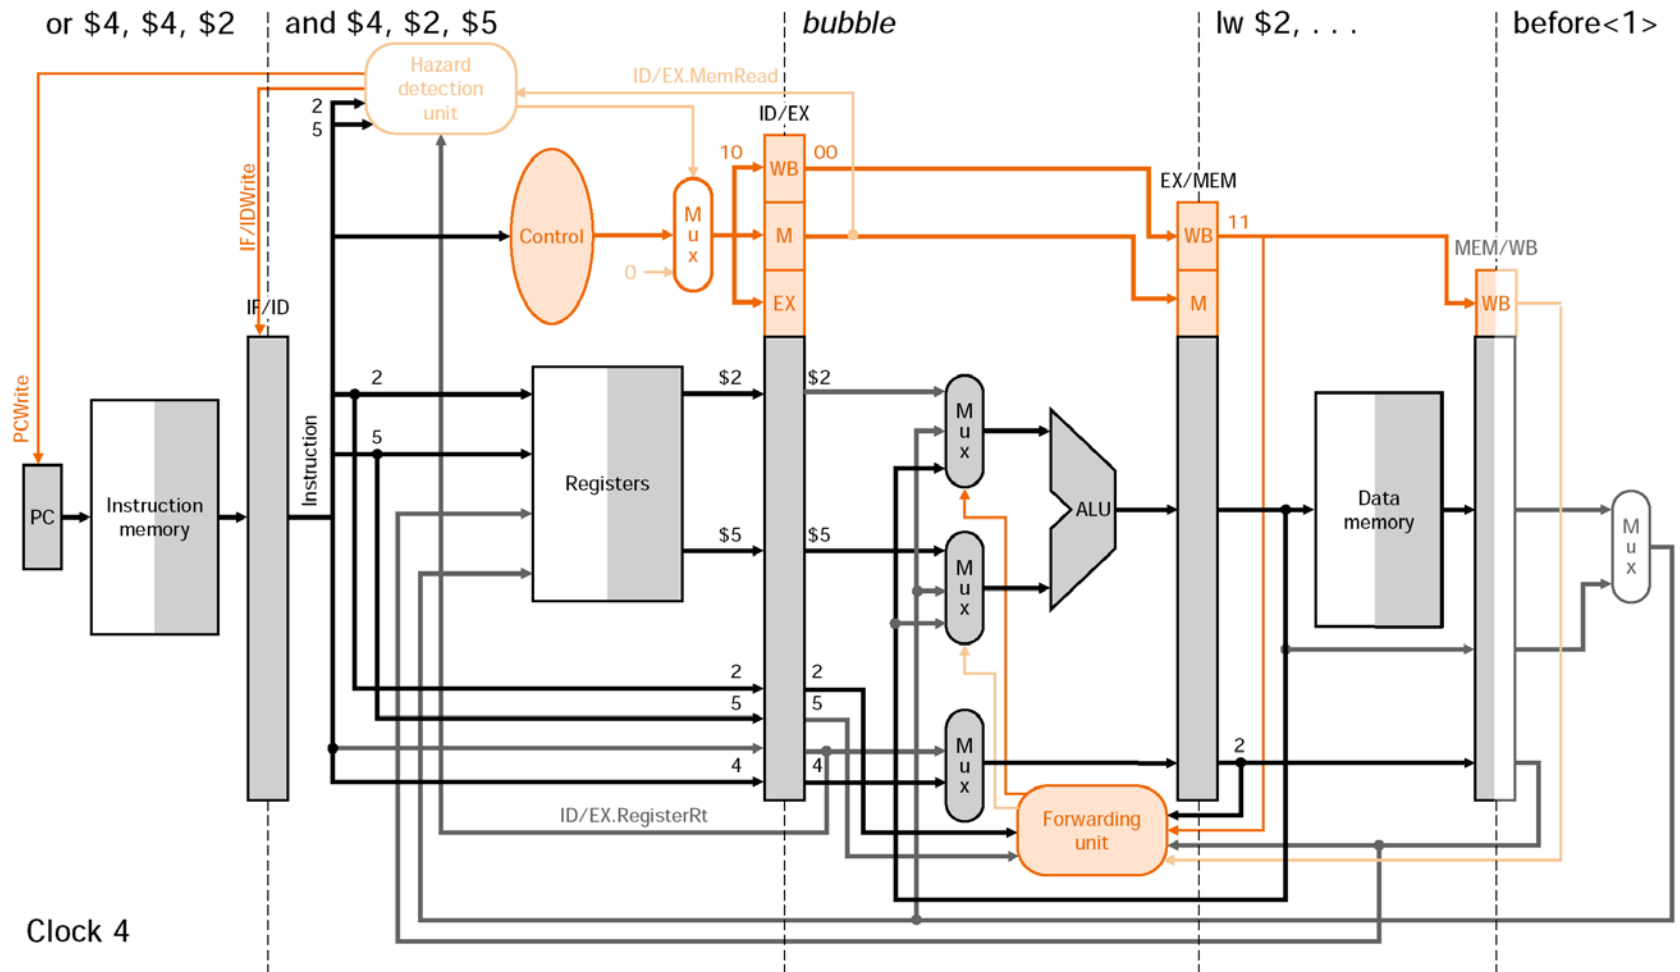 or $4, $4, $2
and $4, $2, $5
bubble
lw $2, . . .
before<1>
Hazard
detection
unit
ID/EX.MemRead
2
5
ID/EX
10
WB
00
IF/IDWrite
EX/MEM
M
u
x
Control
M
WB
11
MEM/WB
0
EX
M
WB
IF/ID
PCWrite
Instruction
2
$2
$2
M
u
x
5
Registers
PC
Instruction
memory
ALU
Data
memory
M
u
x
$5
$5
M
u
x
2
2
5
5
4
4
M
u
x
2
ID/EX.RegisterRt
Forwarding
unit
Clock 4